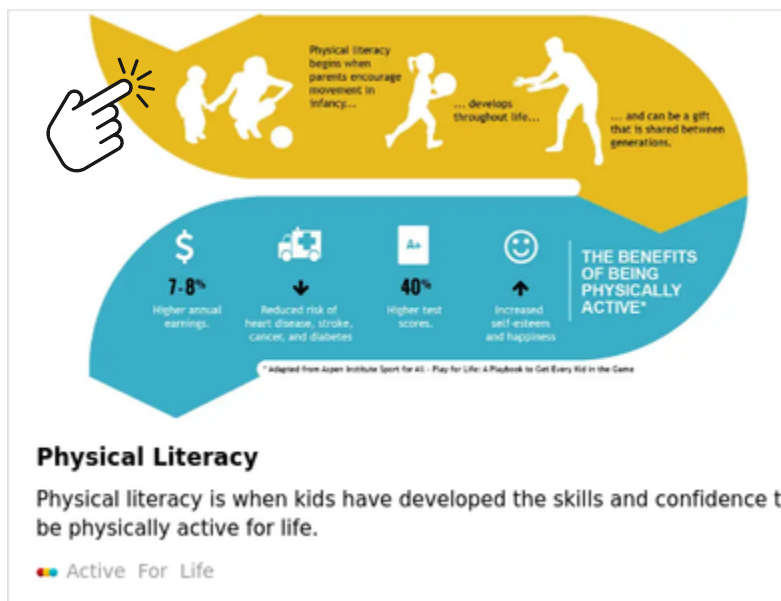 Physical literacy
begins when
parents encourage
movement in
infancy...
... develops
throughout life...
... and can be a gift
that is shared between
generations.
$
7-8%
Higher annual
earnings.
Reduced risk of
heart disease, stroke,
cancer, and diabetes
A+
40%
Higher test
scores.
Increased
self-esteem
and happiness
THE BENEFITS
OF BEING
PHYSICALLY
ACTIVE*
* Adapted from Aspen Institute Sport for All - Play for Life: A Playbook to Get Every Kid in the Game
Physical Literacy
Physical literacy is when kids have developed the skills and confidence t
be physically active for life.
Active For Life